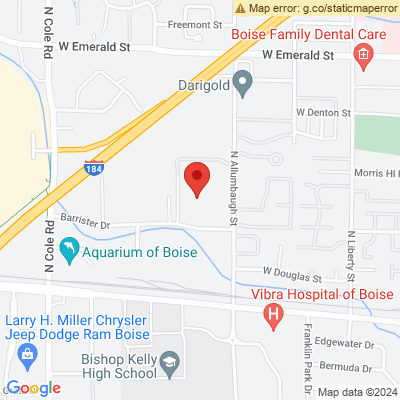 Map error: g.co/staticmaperror
Freemont St
N Cole Rd
W Emerald St
W Emerald St
Boise Family Dental Care
Darigold
W Denton St
N Allumbaugh St
184
Morris Hl
Barrister Dr
N Cole Rd
Aquarium of Boise
N Liberty St
W Douglas St
Vibra Hospital of Boise
Larry H. Miller Chrysler
Jeep Dodge Ram Boise
Edgewater Dr
Bishop Kelly
High School
Franklin Park Dr
Bermuda Dr
Google
Map data ©2024